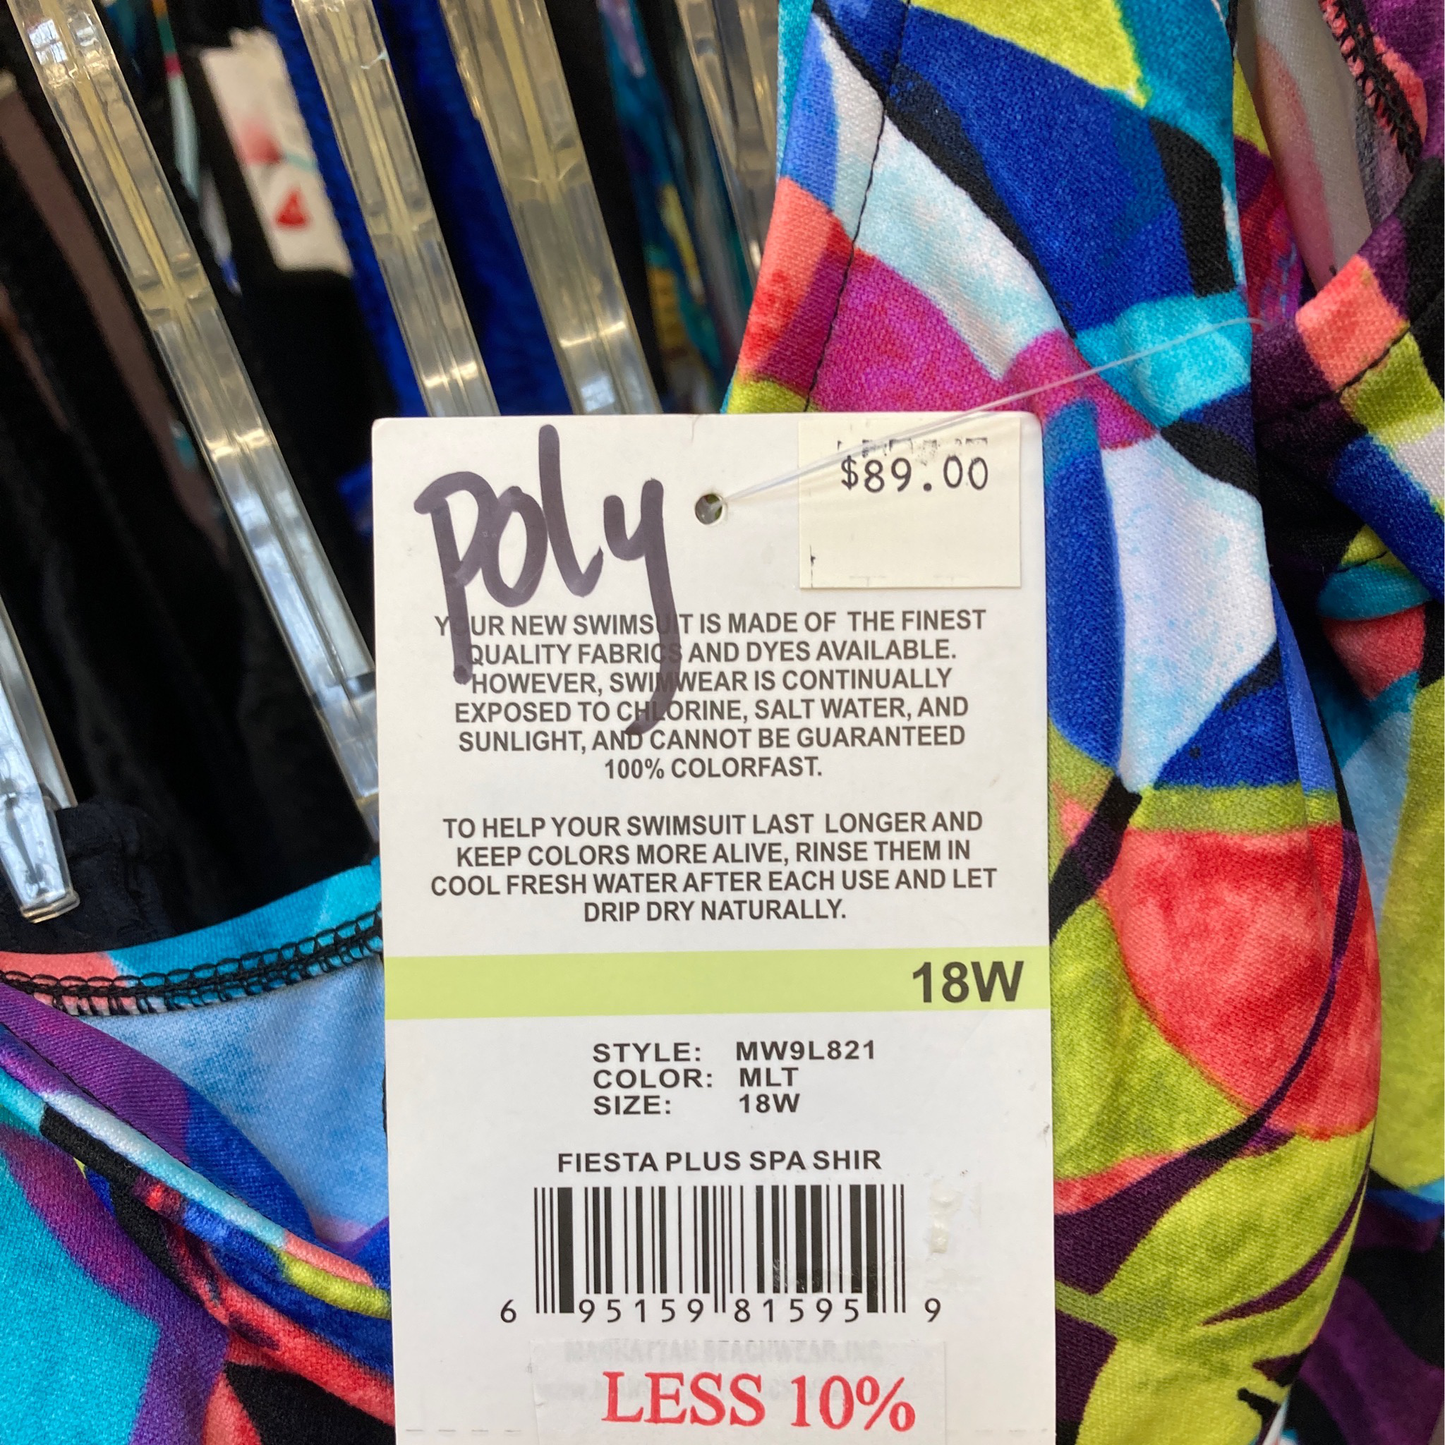 poly
$89.00
YOUR NEW SWIMSUIT IS MADE OF THE FINEST
QUALITY FABRICS AND DYES AVAILABLE.
HOWEVER, SWIMWEAR IS CONTINUALLY
EXPOSED TO CHLORINE, SALT WATER, AND
SUNLIGHT, AND CANNOT BE GUARANTEED
100% COLORFAST.
TO HELP YOUR SWIMSUIT LAST LONGER AND
KEEP COLORS MORE ALIVE, RINSE THEM IN
COOL FRESH WATER AFTER EACH USE AND LET
DRIP DRY NATURALLY.
18W
STYLE: MW9L821
COLOR: MLT
SIZE: 18W
FIESTA PLUS SPA SHIR
6 95159 81595 9
MANHATTAN BEACHWEAR, INC.
LESS 10%